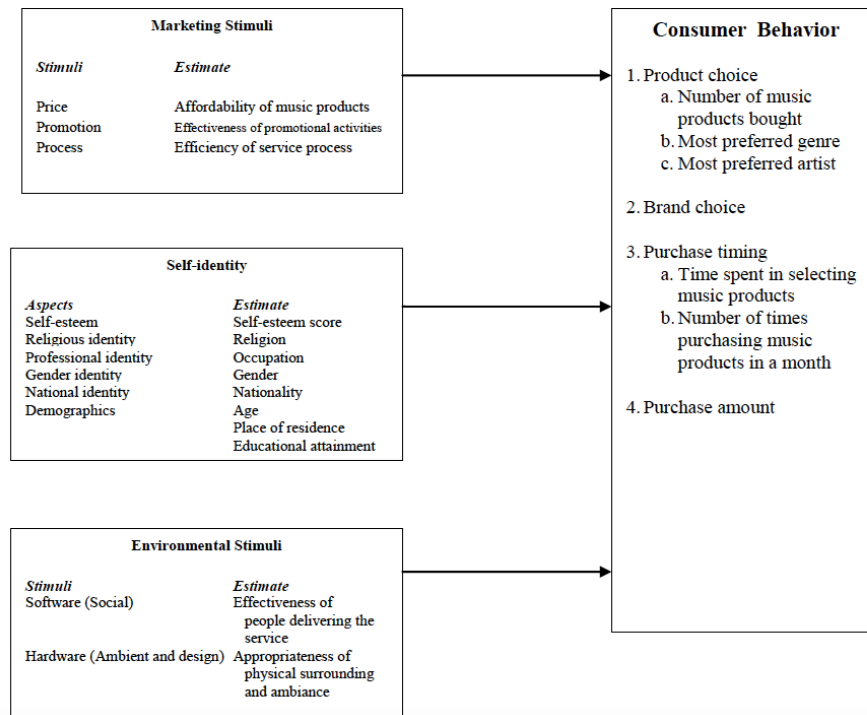 Marketing Stimuli
Stimuli Estimate
Price Affordability of music products
Promotion Effectiveness of promotional activities
Process Efficiency of service process
Self-identity
Aspects Estimate
Self-esteem Self-esteem score
Religious identity Religion
Professional identity Occupation
Gender identity Gender
National identity Nationality
Demographics Age
Place of residence
Educational attainment
Environmental Stimuli
Stimuli Estimate
Software (Social) Effectiveness of
people delivering the
service
Hardware (Ambient and design) Appropriateness of
physical surrounding
and ambiance
Consumer Behavior
1. Product choice
a. Number of music
products bought
b. Most preferred genre
c. Most preferred artist
2. Brand choice
3. Purchase timing
a. Time spent in selecting
music products
b. Number of times
purchasing music
products in a month
4. Purchase amount